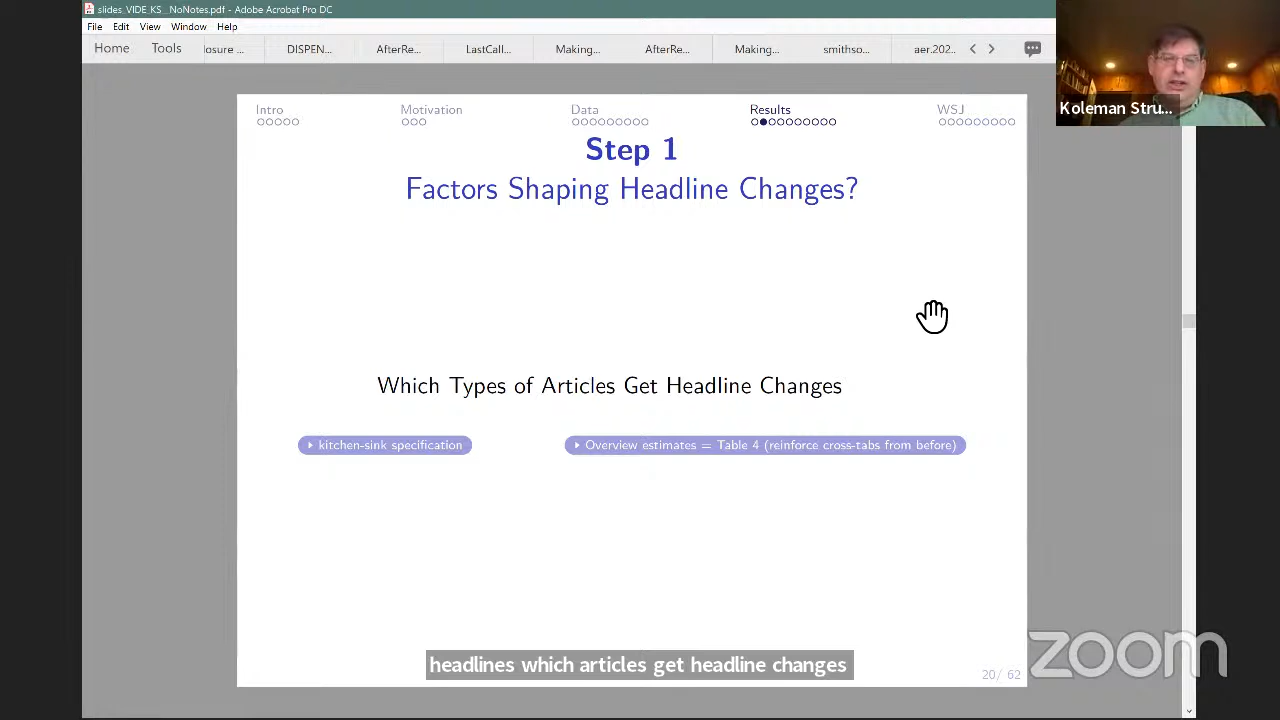 slides_VIDE_KS_NoNotes.pdf - Adobe Acrobat Pro DC
File Edit View Window Help
Home Tools losure ... DISPEN... AfterRe... LastCall... Making... AfterRe... Making... smithso... aer.202...
Koleman Stru...
Intro Motivation Data Results WSJ
Step 1
Factors Shaping Headline Changes?
Which Types of Articles Get Headline Changes
kitchen-sink specification
Overview estimates = Table 4 (reinforce cross-tabs from before)
headlines which articles get headline changes
20/ 62
zoom